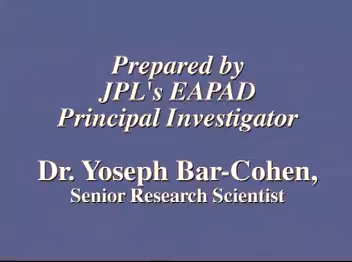 Prepared by
JPL's EAPAD
Principal Investigator
Dr. Yoseph Bar-Cohen,
Senior Research Scientist